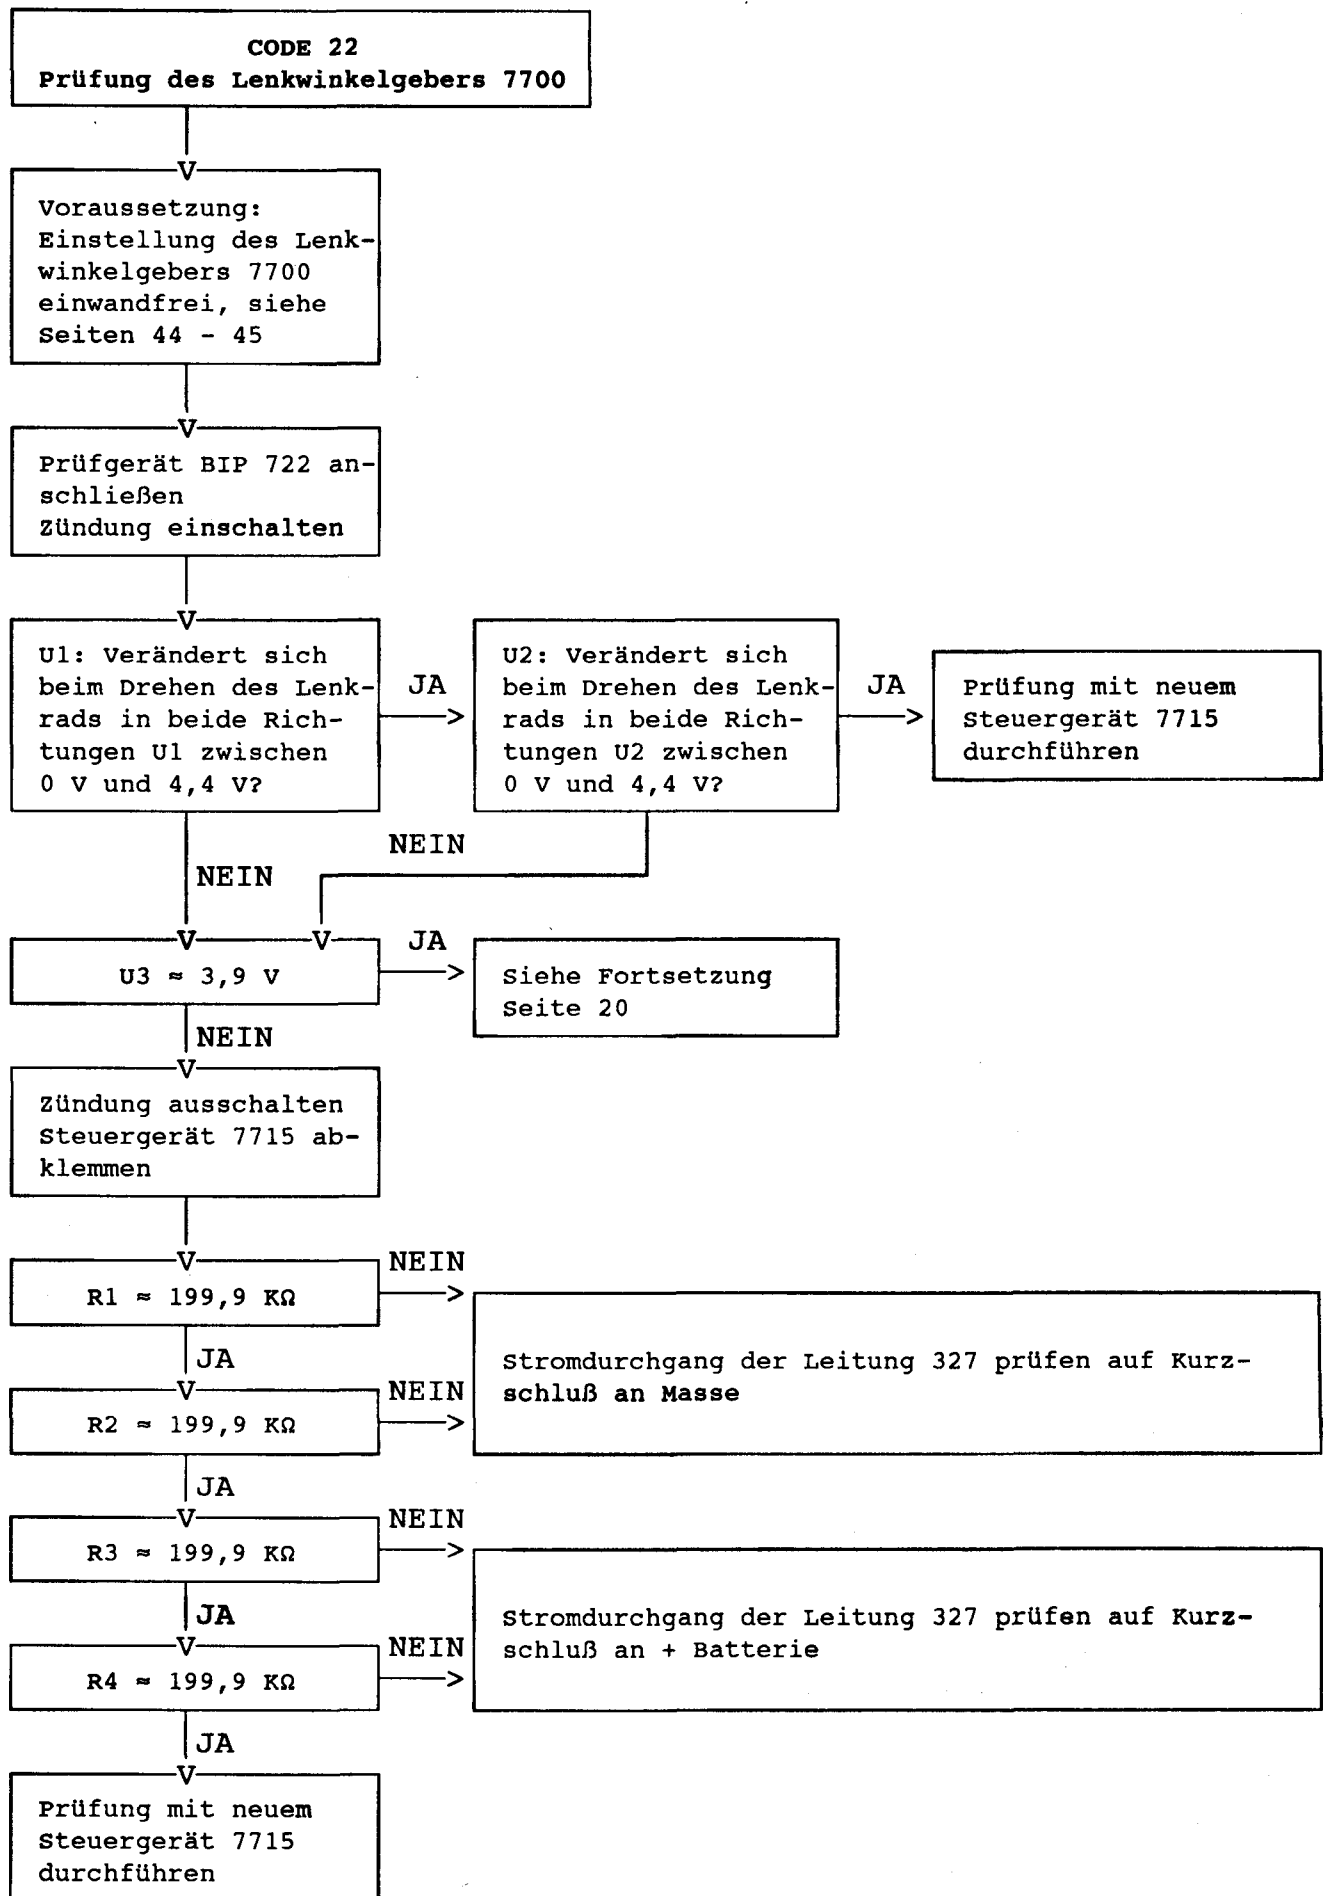 CODE 22
Prüfung des Lenkwinkelgebers 7700
Voraussetzung:
Einstellung des Lenk-
winkelgebers 7700
einwandfrei, siehe
Seiten 44 - 45
Prüfgerät BIP 722 an-
schließen
Zündung einschalten
U1: Verändert sich
beim Drehen des Lenk-
rads in beide Rich-
tungen U1 zwischen
0 V und 4,4 V?
JA
U2: Verändert sich
beim Drehen des Lenk-
rads in beide Rich-
tungen U2 zwischen
0 V und 4,4 V?
JA
Prüfung mit neuem
Steuergerät 7715
durchführen
NEIN
NEIN
U3 ≈ 3,9 V
JA
Siehe Fortsetzung
Seite 20
NEIN
Zündung ausschalten
Steuergerät 7715 ab-
klemmen
R1 ≈ 199,9 KΩ
NEIN
JA
R2 ≈ 199,9 KΩ
NEIN
Stromdurchgang der Leitung 327 prüfen auf Kurz-
schluß an Masse
JA
R3 ≈ 199,9 KΩ
NEIN
JA
R4 ≈ 199,9 KΩ
NEIN
Stromdurchgang der Leitung 327 prüfen auf Kurz-
schluß an + Batterie
JA
Prüfung mit neuem
Steuergerät 7715
durchführen